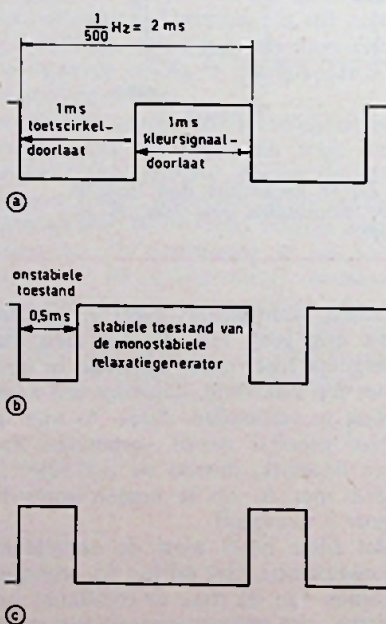 1/500 Hz = 2 ms
1ms
toetscirkel-
doorlaat
1ms
kleursignaal-
doorlaat
a
onstabiele
toestand
0,5ms
stabiele toestand van
de monostabiele
relaxatiegenerator
b
c